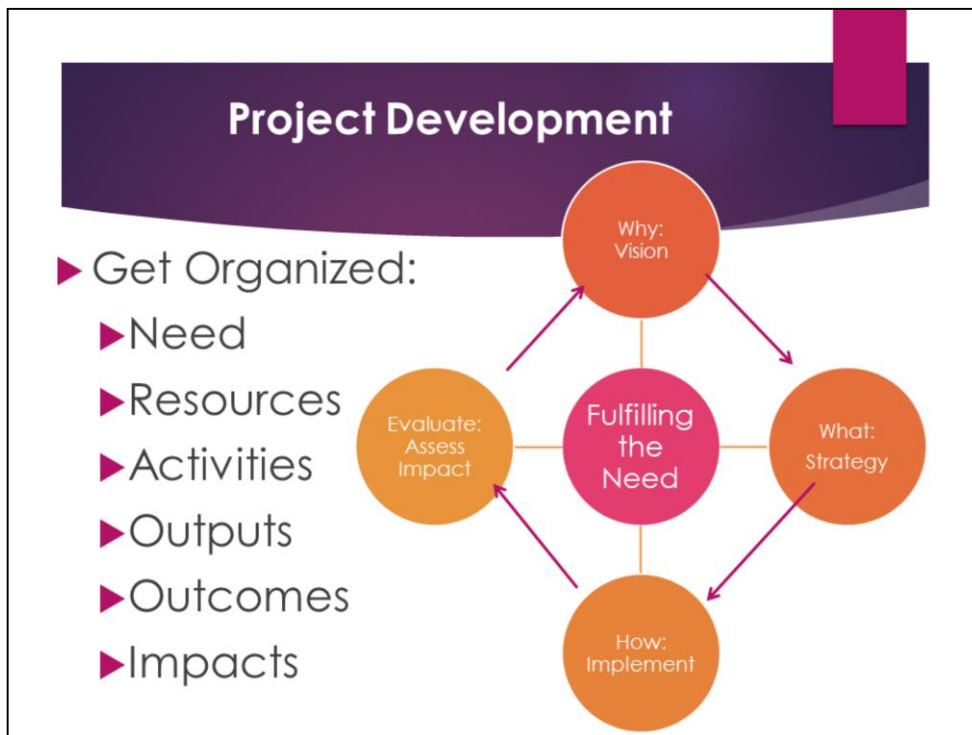 Project Development
Get Organized:
Need
Resources
Activities
Outputs
Outcomes
Impacts
Why:
Vision
What:
Strategy
How:
Implement
Evaluate:
Assess
Impact
Fulfilling
the
Need